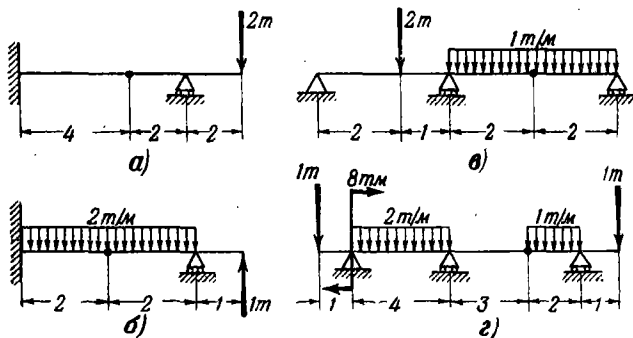 2т
4 2 2
а)
2т
1т/м
2 1 2 2
в)
2т/м
2 2 1 1т
б)
1т 8тм 1т
2т/м 1т/м
1 4 3 2 1
г)